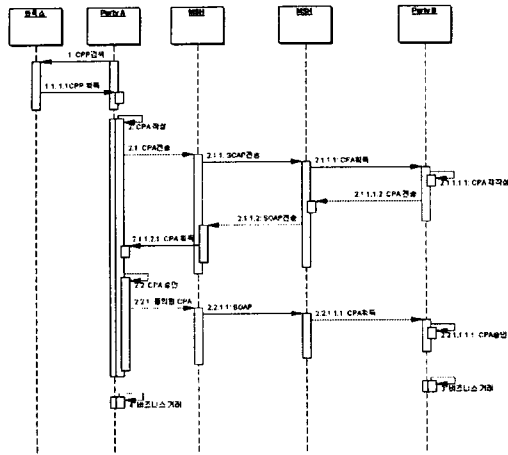 Party A
MSH
MSH
Party B
1: CPP검색
1.1: 1.1CPP 획득
2: CPA 작성
2.1: CPA전송
2.1.1: SOAP전송
2.1.1.1: CPA획득
2.1.1.1.1: CPA 재작성
2.1.1.1.2: CPA 전송
2.1.1.2: SOAP전송
2.1.1.2.1: CPA 획득
2.2: CPA 승인
2.2.1: 동의된 CPA
2.2.1.1: SOAP
2.2.1.1.1: CPA획득
2.2.1.1.1.1: CPA승인
비즈니스거래
비즈니스거래